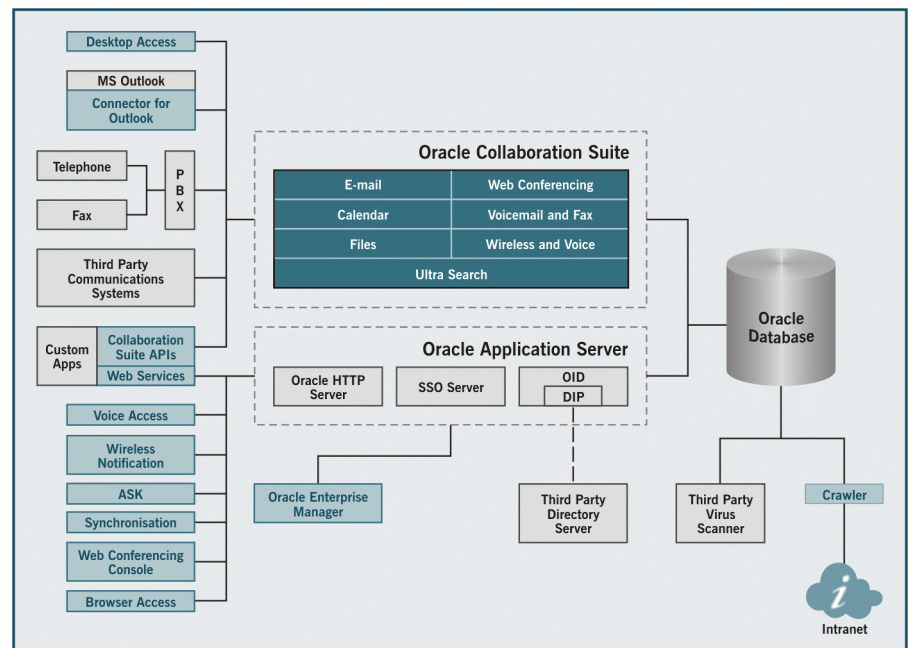 Desktop Access
MS Outlook
Connector for
Outlook
Telephone
Fax
P
B
X
Third Party
Communications
Systems
Custom
Apps
Collaboration
Suite APIs
Web Services
Voice Access
Wireless
Notification
ASK
Synchronisation
Web Conferencing
Console
Browser Access
Oracle Collaboration Suite
E-mail
Web Conferencing
Calendar
Voicemail and Fax
Files
Wireless and Voice
Ultra Search
Oracle Application Server
Oracle HTTP
Server
SSO Server
OID
DIP
Oracle Enterprise
Manager
Third Party
Directory
Server
Oracle
Database
Third Party
Virus
Scanner
Crawler
i
Intranet